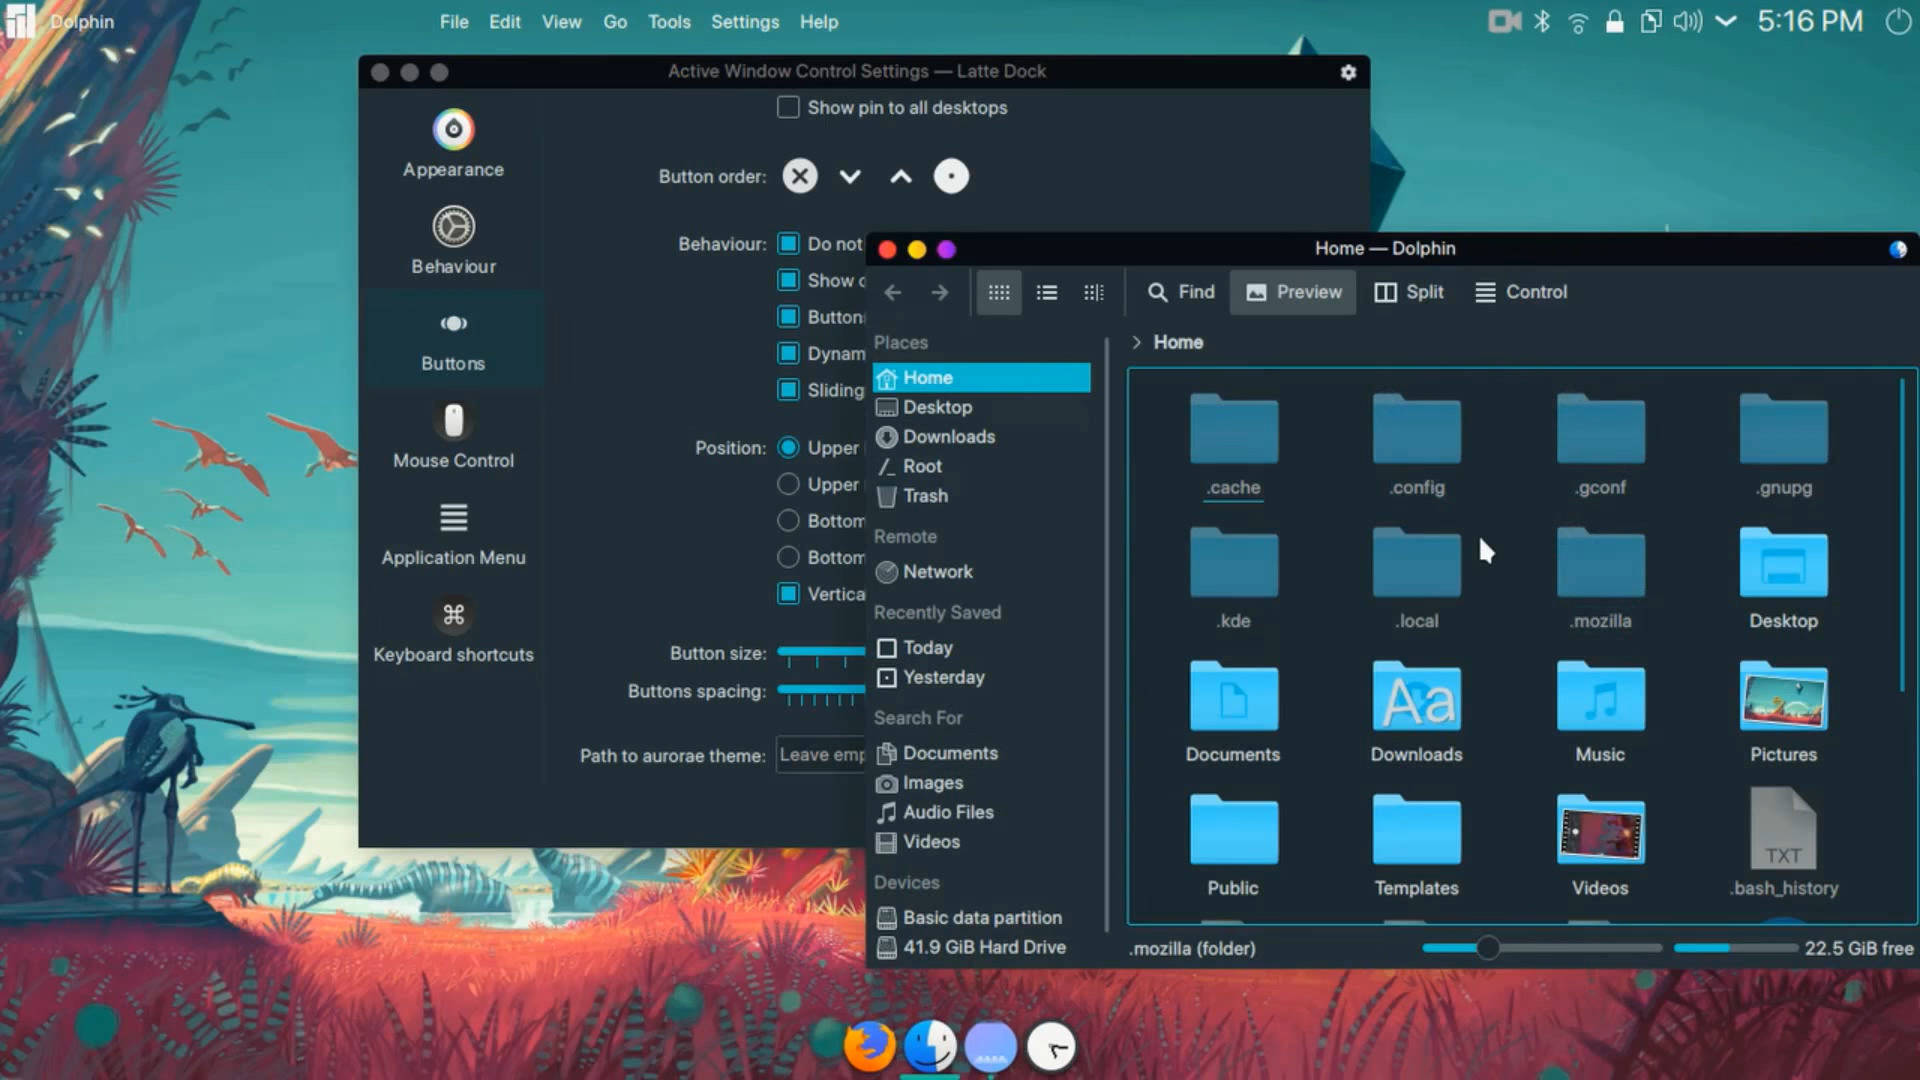 Dolphin File Edit View Go Tools Settings Help 5:16 PM
Active Window Control Settings — Latte Dock
Show pin to all desktops
Button order:
Appearance
Behaviour
Buttons
Mouse Control
Application Menu
Keyboard shortcuts
Behaviour: Do not
Show
Button
Dynam
Sliding
Position: Upper
Upper
Bottom
Bottom
Vertica
Button size:
Buttons spacing:
Path to aurorae theme: Leave emp
Home — Dolphin
Find Preview Split Control
Places
Home
Desktop
Downloads
Root
Trash
Remote
Network
Recently Saved
Today
Yesterday
Search For
Documents
Images
Audio Files
Videos
Devices
Basic data partition
41.9 GiB Hard Drive
Home
.cache .config .gconf .gnupg
.kde .local .mozilla Desktop
Aa
Documents Downloads Music Pictures
TXT
Public Templates Videos .bash_history
.mozilla (folder) 22.5 GiB free